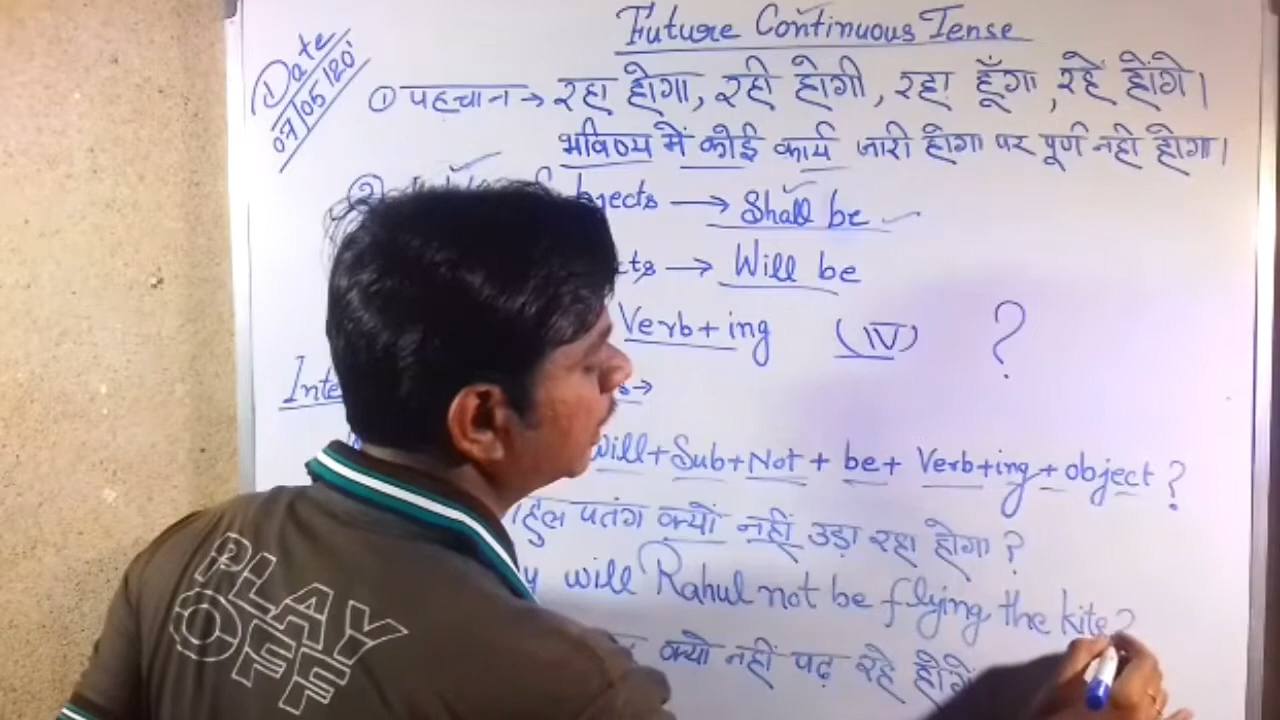 Future Continuous Tense
Date
07/05/20
① पहचान → रहा होगा, रही होगी, रहा हूँगा, रहें होंगे।
भविष्य में कोई कार्य जारी होगा पर पूर्ण नही होगा।
→ Shall be
→ Will be
Verb+ing (IV) ?
Will+Sub+Not + be+ Verb+ing + object ?
पतंग क्यों नहीं उड़ा रहा होगा ?
will Rahul not be flying the kite?
क्यो नहीं पढ़ रहे होगें
PLAY
OFF